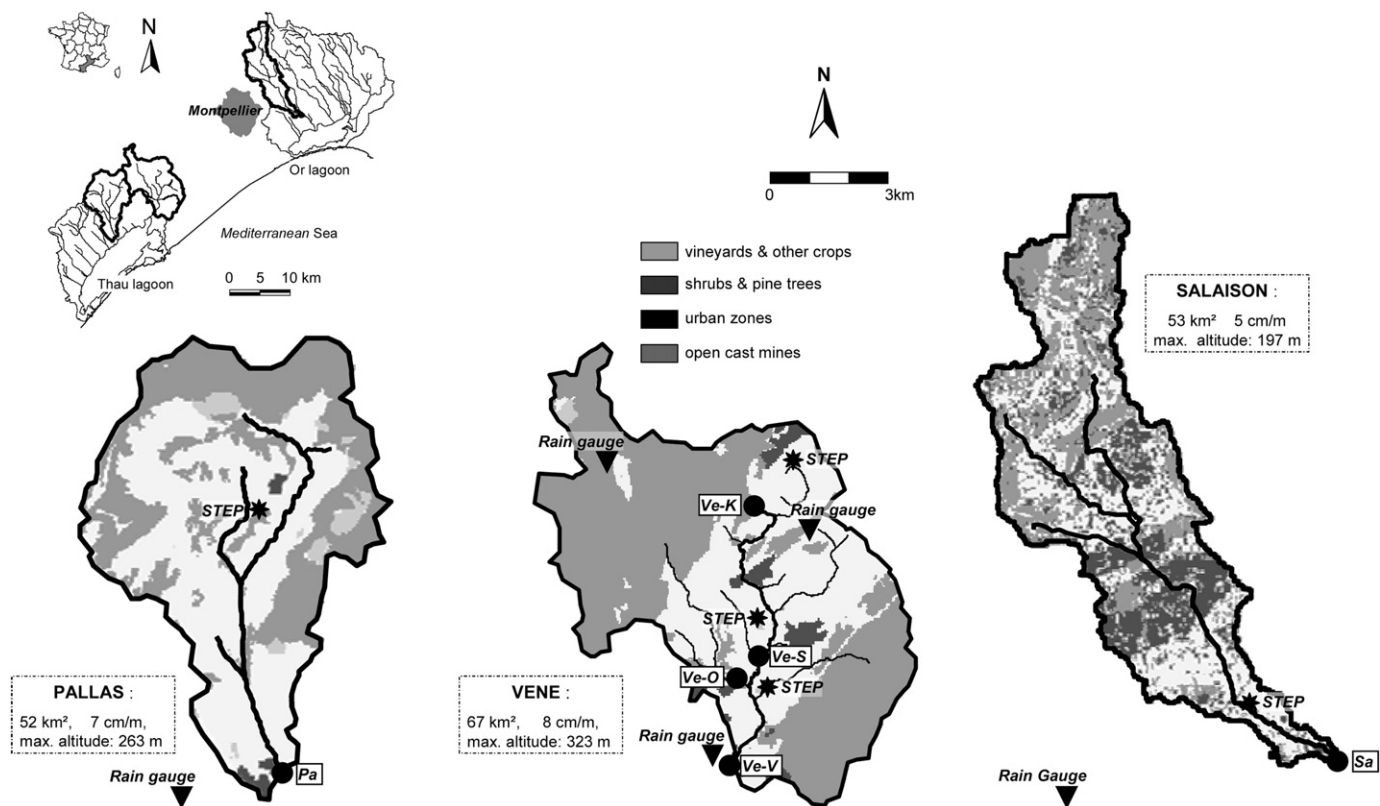 N
Montpellier
Or lagoon
Mediterranean Sea
Thau lagoon
0 5 10 km
N
0 3km
vineyards & other crops
shrubs & pine trees
urban zones
open cast mines
SALAISON :
53 km² 5 cm/m
max. altitude: 197 m
STEP
PALLAS :
52 km², 7 cm/m,
max. altitude: 263 m
Rain gauge
Pa
Rain gauge
STEP
Ve-K
Rain gauge
STEP
Ve-S
Ve-O
STEP
VENE :
67 km², 8 cm/m,
max. altitude: 323 m
Rain gauge
Ve-V
STEP
Sa
Rain Gauge